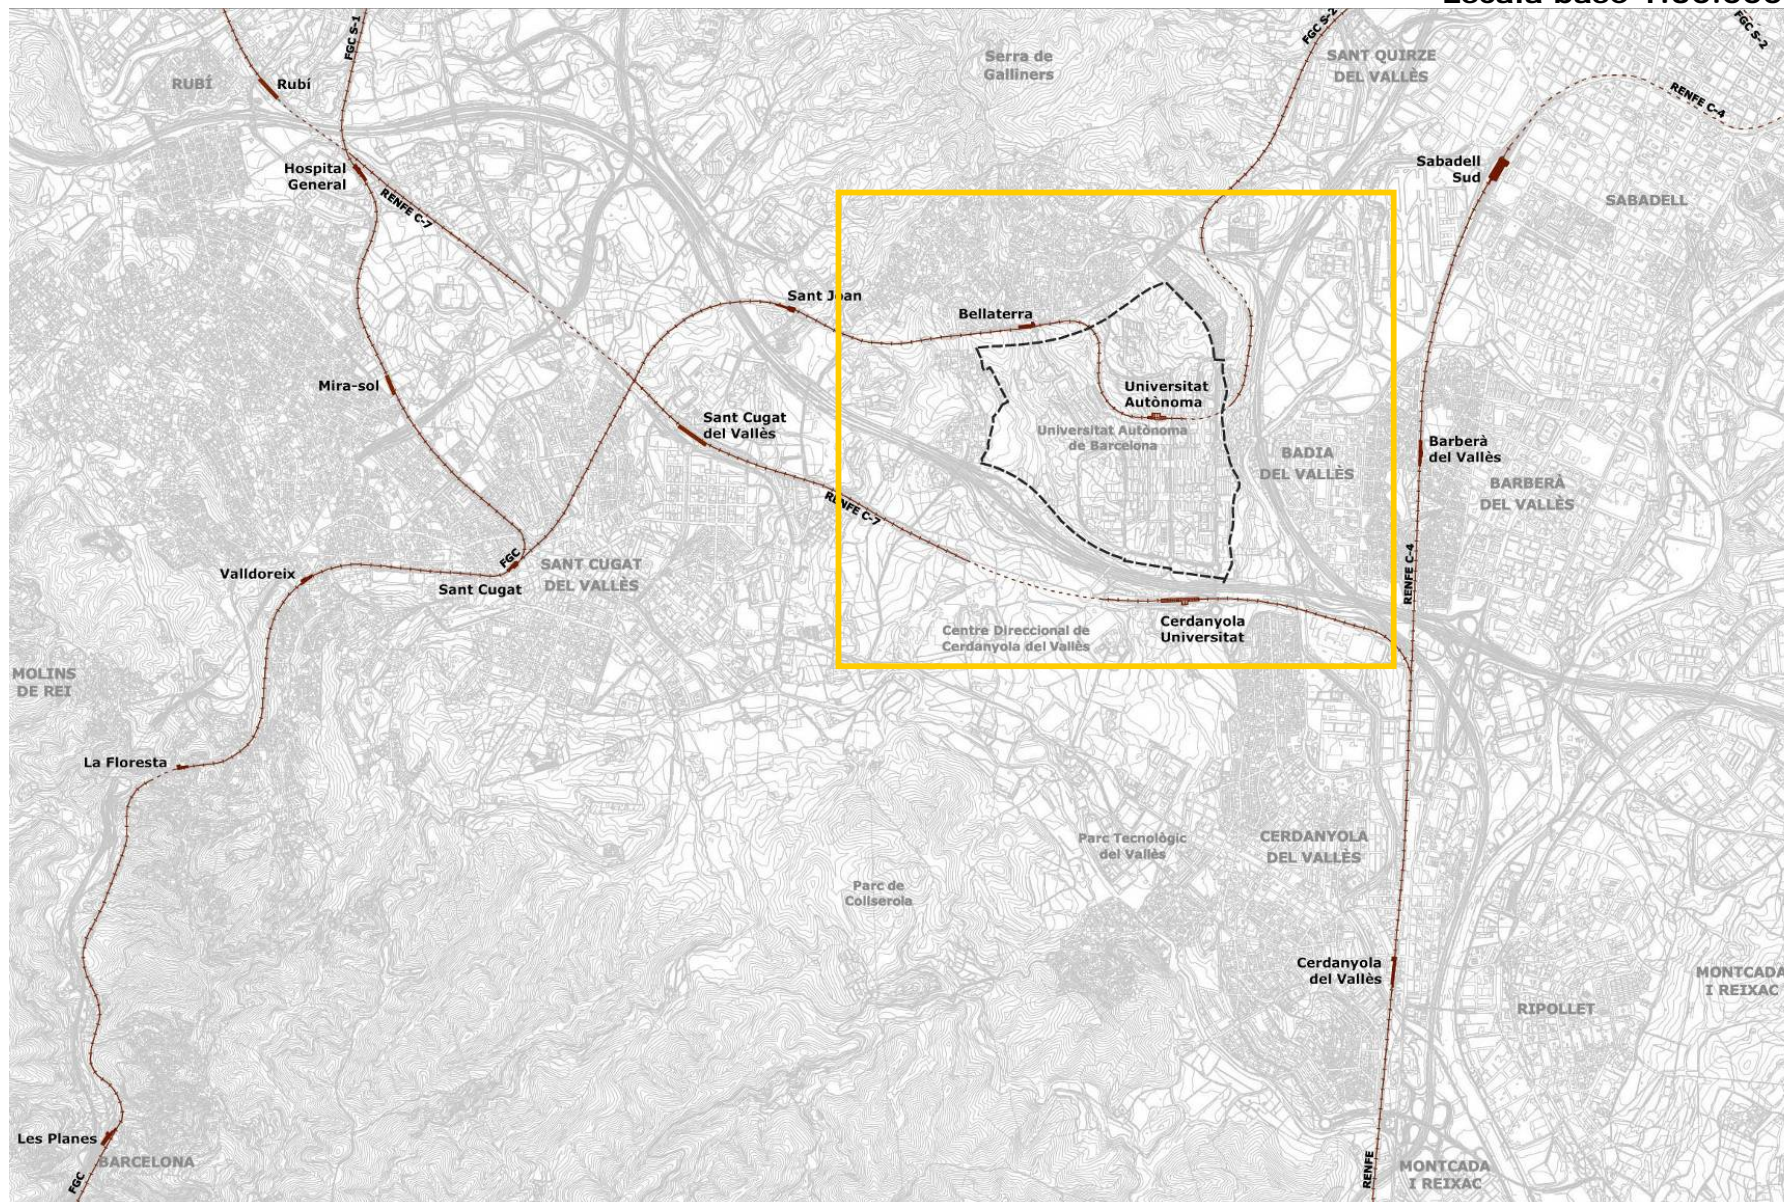 FGC S-1
FGC S-2
FGC S-2
Serra de
Galliners
SANT QUIRZE
DEL VALLÈS
RUBÍ
Rubí
RENFE C-4
Hospital
General
RENFE C-7
Sabadell
Sud
SABADELL
Sant Joan
Bellaterra
Mira-sol
Universitat
Autònoma
Sant Cugat
del Vallès
Universitat Autònoma
de Barcelona
BADIA
DEL VALLÈS
Barberà
del Vallès
BARBERÀ
DEL VALLÈS
RENFE C-7
FGC
SANT CUGAT
DEL VALLÈS
Valldoreix
Sant Cugat
RENFE C-4
Cerdanyola
Universitat
Centre Direccional de
Cerdanyola del Vallès
MOLINS
DE REI
La Floresta
Parc Tecnològic
del Vallès
CERDANYOLA
DEL VALLÈS
Parc de
Collserola
Cerdanyola
del Vallès
MONTCADA
I REIXAC
RIPOLLET
Les Planes
BARCELONA
FGC
RENFE
MONTCADA
I REIXAC